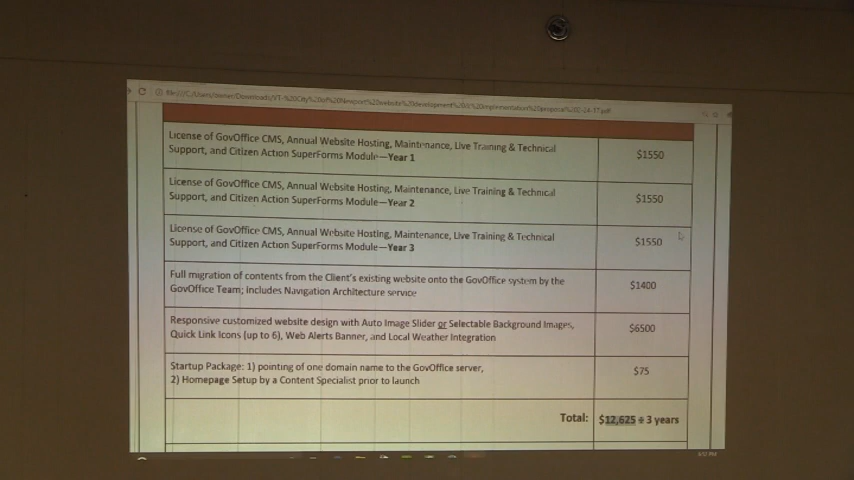 License of GovOffice CMS, Annual Website Hosting, Maintenance, Live Training & Technical
Support, and Citizen Action SuperForms Module—Year 1
$1550
License of GovOffice CMS, Annual Website Hosting, Maintenance, Live Training & Technical
Support, and Citizen Action SuperForms Module—Year 2
$1550
License of GovOffice CMS, Annual Website Hosting, Maintenance, Live Training & Technical
Support, and Citizen Action SuperForms Module—Year 3
$1550
Full migration of contents from the Client's existing website onto the GovOffice system by the
GovOffice Team; includes Navigation Architecture service
$1400
Responsive customized website design with Auto Image Slider or Selectable Background Images,
Quick Link Icons (up to 6), Web Alerts Banner, and Local Weather Integration
$6500
Startup Package: 1) pointing of one domain name to the GovOffice server,
2) Homepage Setup by a Content Specialist prior to launch
$75
Total: $12,625 ÷ 3 years